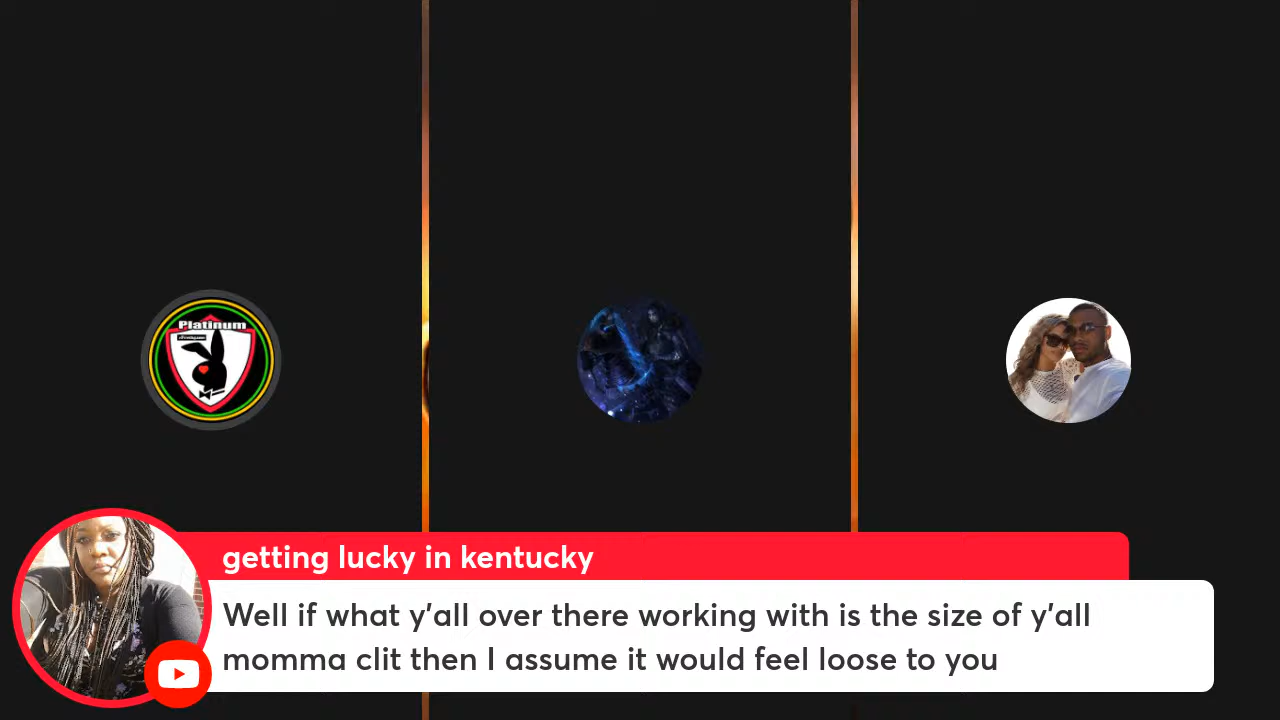 Platinum
getting lucky in kentucky
Well if what y'all over there working with is the size of y'all
momma clit then I assume it would feel loose to you